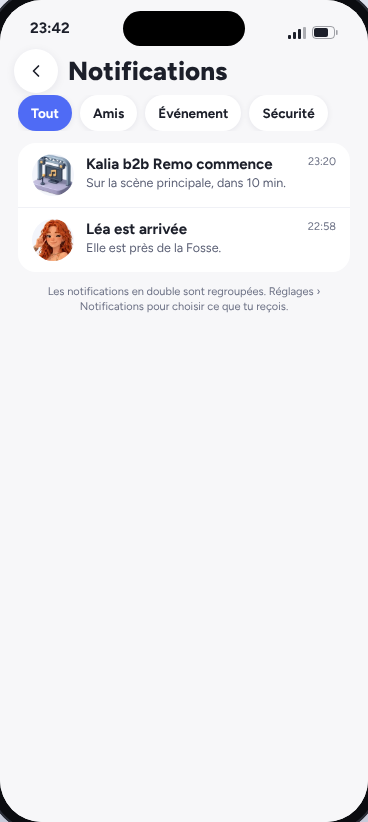 23:42
Notifications
Tout
Amis
Événement
Sécurité
Kalia b2b Remo commence
23:20
Sur la scène principale, dans 10 min.
Léa est arrivée
22:58
Elle est près de la Fosse.
Les notifications en double sont regroupées. Réglages ›
Notifications pour choisir ce que tu reçois.